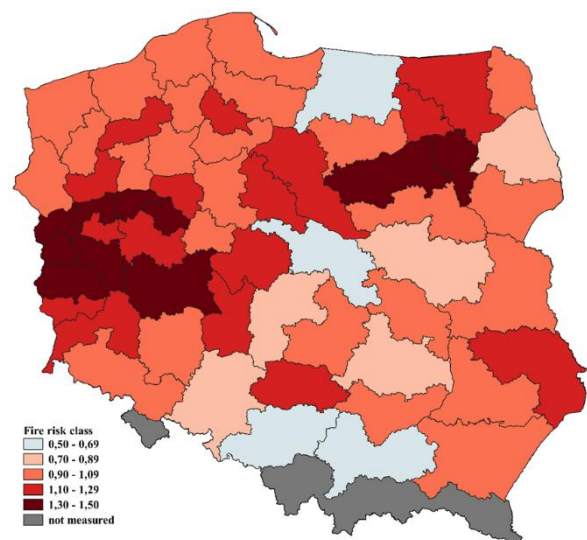 Fire risk class
0,50 - 0,69
0,70 - 0,89
0,90 - 1,09
1,10 - 1,29
1,30 - 1,50
not measured